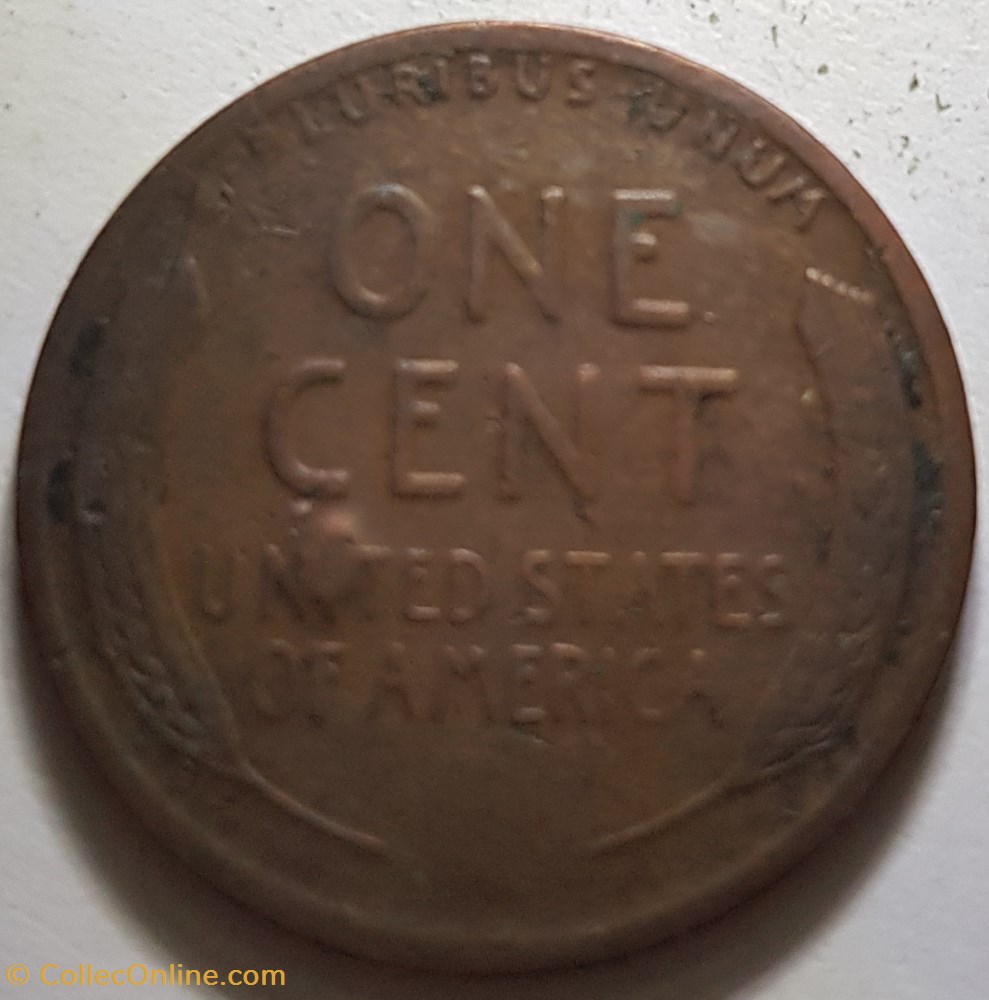 PLURIBUS UNUM
ONE
CENT
UNITED STATES
OF AMERICA
© CollecOnline.com